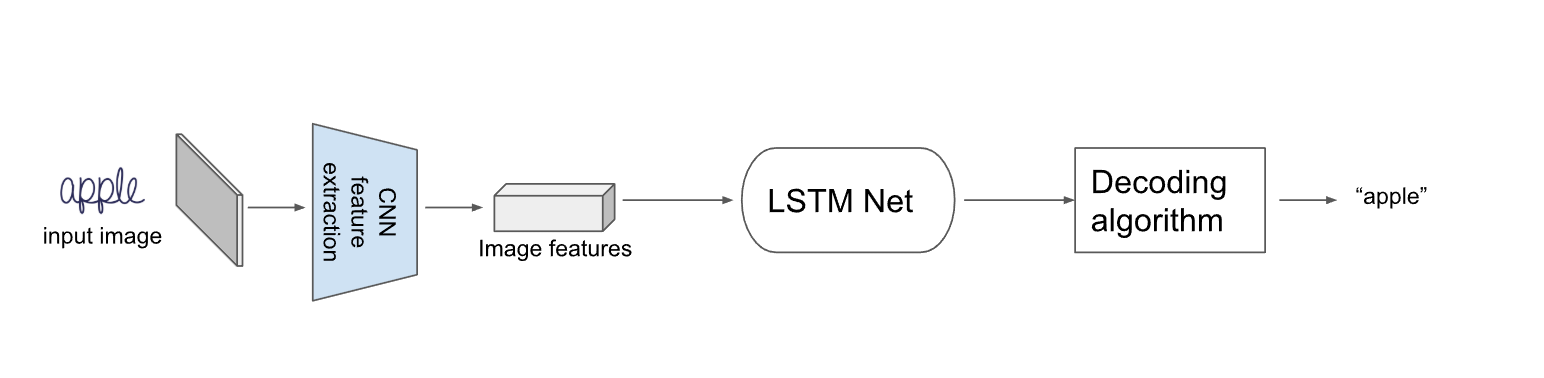 apple
input image
CNN
feature
extraction
Image features
LSTM Net
Decoding
algorithm
“apple”